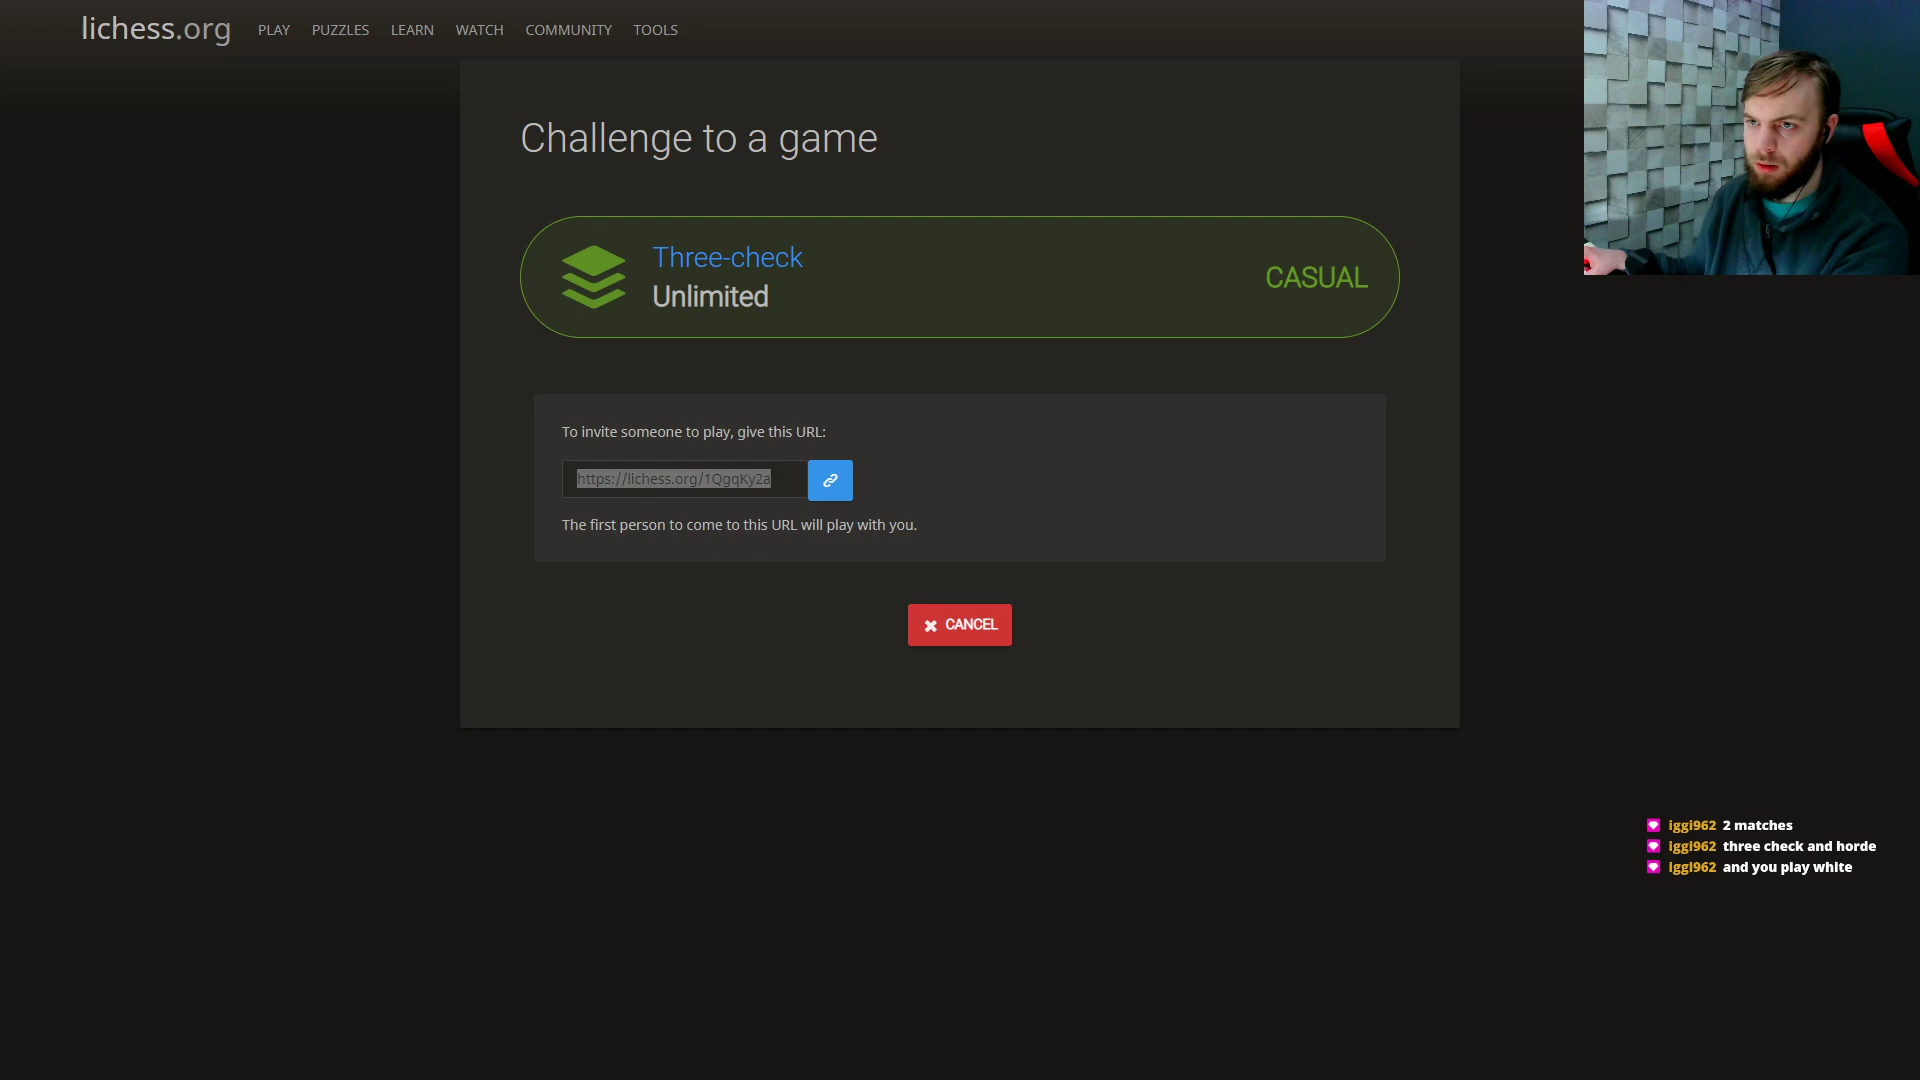 lichess.org PLAY PUZZLES LEARN WATCH COMMUNITY TOOLS
Challenge to a game
Three-check
Unlimited
CASUAL
To invite someone to play, give this URL:
https://lichess.org/1QgqKy2a
The first person to come to this URL will play with you.
CANCEL
iggi962 2 matches
iggi962 three check and horde
iggi962 and you play white